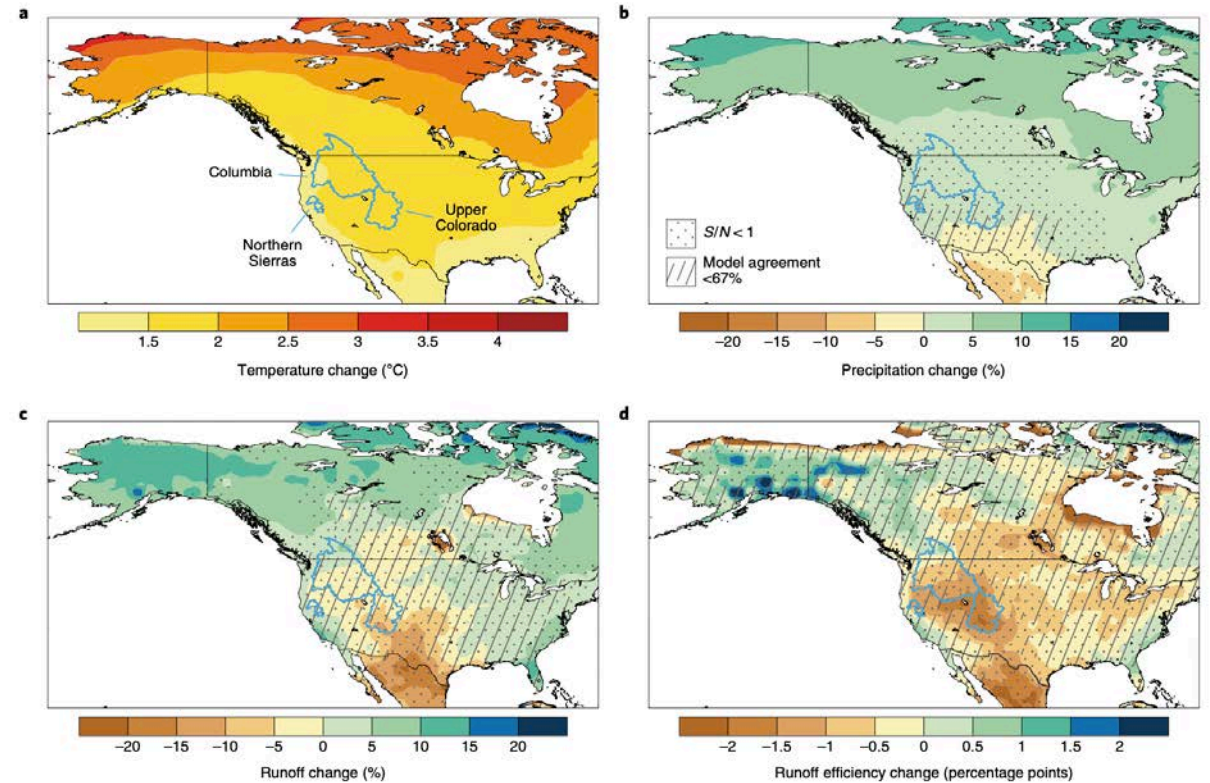 a
Columbia
Northern
Sierras
Upper
Colorado
1.5 2 2.5 3 3.5 4
Temperature change (°C)
b
S/N < 1
Model agreement
<67%
−20 −15 −10 −5 0 5 10 15 20
Precipitation change (%)
c
−20 −15 −10 −5 0 5 10 15 20
Runoff change (%)
d
−2 −1.5 −1 −0.5 0 0.5 1 1.5 2
Runoff efficiency change (percentage points)